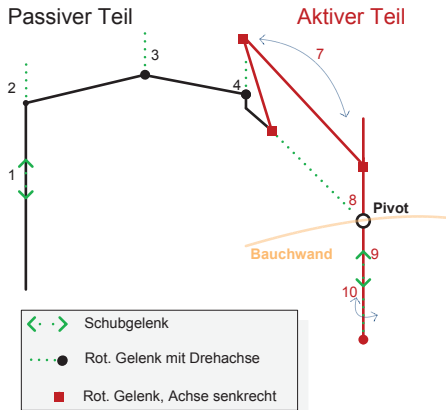 Passiver Teil
Aktiver Teil
3
7
2
4
1
8
Pivot
Bauchwand
9
10
Schubgelenk
Rot. Gelenk mit Drehachse
Rot. Gelenk, Achse senkrecht